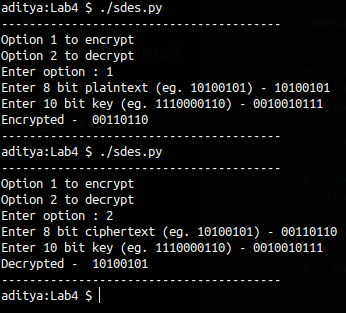 aditya:Lab4 $ ./sdes.py
----------------------------------------
Option 1 to encrypt
Option 2 to decrypt
Enter option : 1
Enter 8 bit plaintext (eg. 10100101) - 10100101
Enter 10 bit key (eg. 1110000110) - 0010010111
Encrypted -  00110110
----------------------------------------
aditya:Lab4 $ ./sdes.py
----------------------------------------
Option 1 to encrypt
Option 2 to decrypt
Enter option : 2
Enter 8 bit ciphertext (eg. 10100101) - 00110110
Enter 10 bit key (eg. 1110000110) - 0010010111
Decrypted -  10100101
----------------------------------------
aditya:Lab4 $